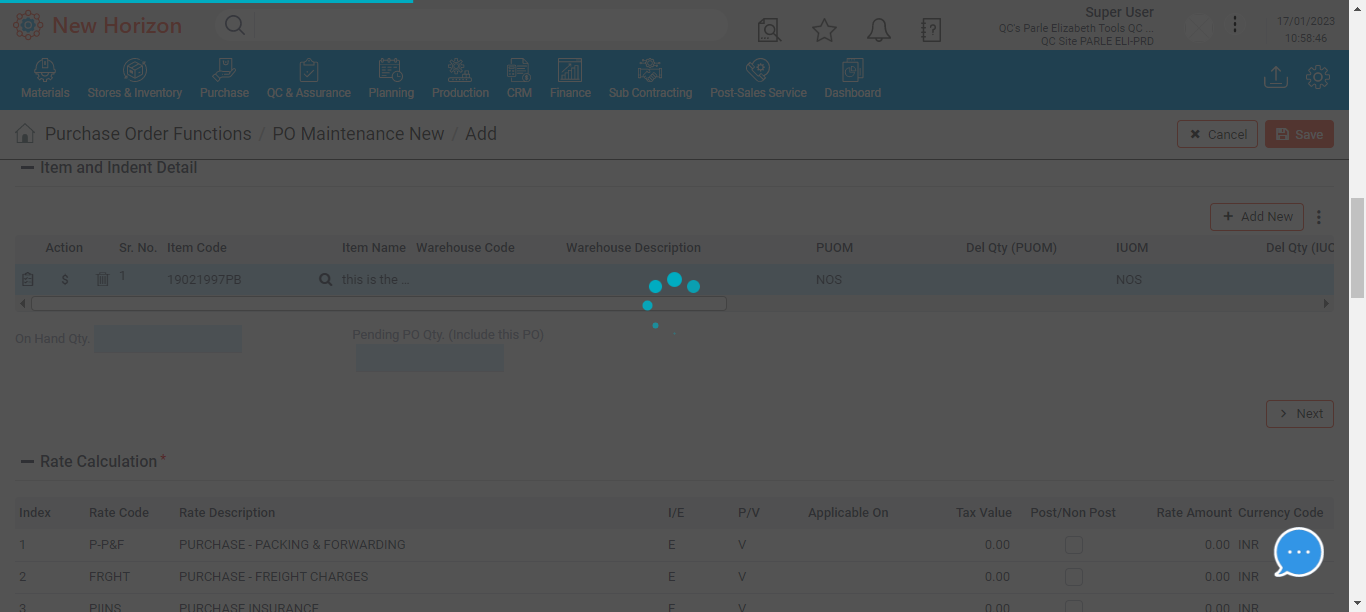 New Horizon
Super User
QC's Parle Elizabeth Tools QC ...
QC Site PARLE ELI-PRD
17/01/2023
10:58:46
Materials Stores & Inventory Purchase QC & Assurance Planning Production CRM Finance Sub Contracting Post-Sales Service Dashboard
Purchase Order Functions / PO Maintenance New / Add
Cancel Save
Item and Indent Detail
+ Add New
Action Sr. No. Item Code Item Name Warehouse Code Warehouse Description PUOM Del Qty (PUOM) IUOM Del Qty (IUO
$ 1 19021997PB this is the ... NOS NOS
On Hand Qty. Pending PO Qty. (Include this PO)
> Next
Rate Calculation *
Index Rate Code Rate Description I/E P/V Applicable On Tax Value Post/Non Post Rate Amount Currency Code
1 P-P&F PURCHASE - PACKING & FORWARDING E V 0.00 0.00 INR
2 FRGHT PURCHASE - FREIGHT CHARGES E V 0.00 0.00 INR
3 PIINS PURCHASE INSURANCE E V 0.00 0.00 INR